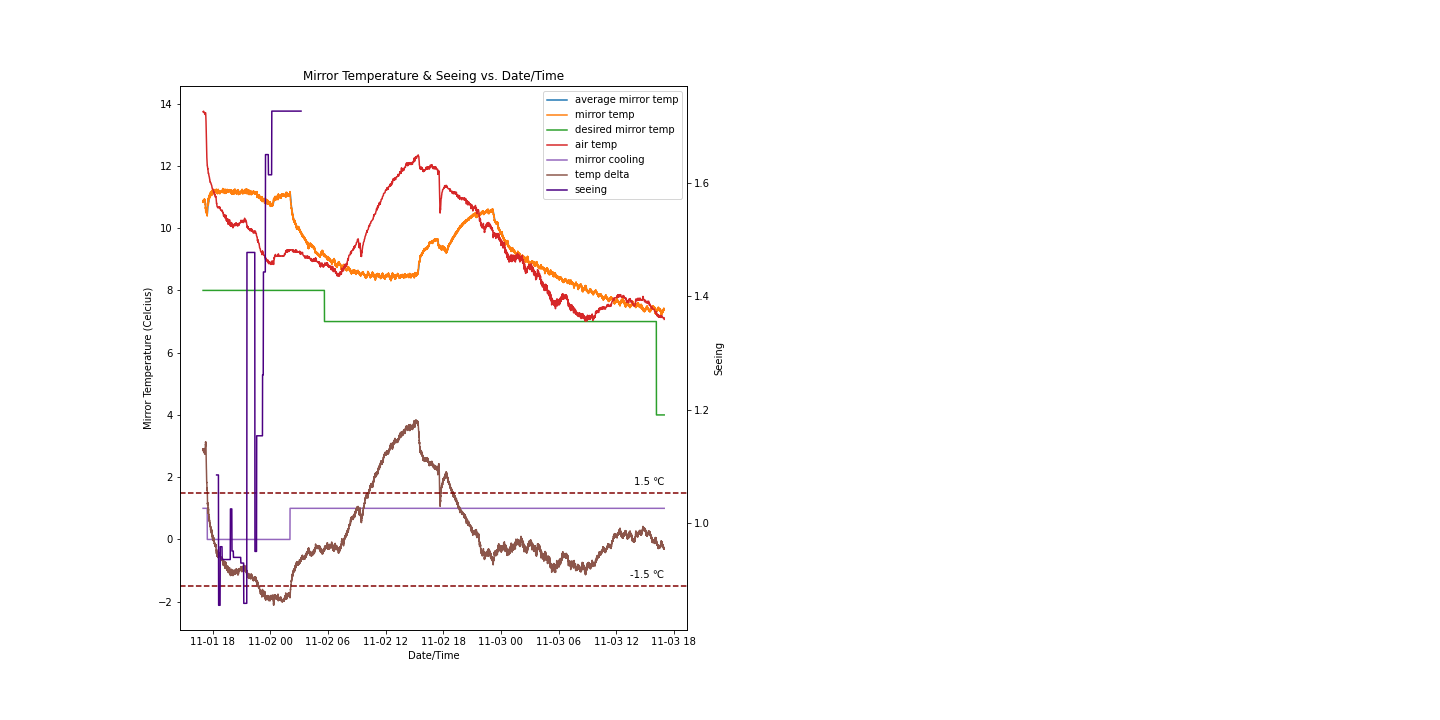 Mirror Temperature & Seeing vs. Date/Time
average mirror temp
mirror temp
desired mirror temp
air temp
mirror cooling
temp delta
seeing
Mirror Temperature (Celcius)
14
12
10
8
6
4
2
0
−2
1.6
1.4
1.2
1.0
Seeing
1.5 ℃
-1.5 ℃
11-01 18 11-02 00 11-02 06 11-02 12 11-02 18 11-03 00 11-03 06 11-03 12 11-03 18
Date/Time